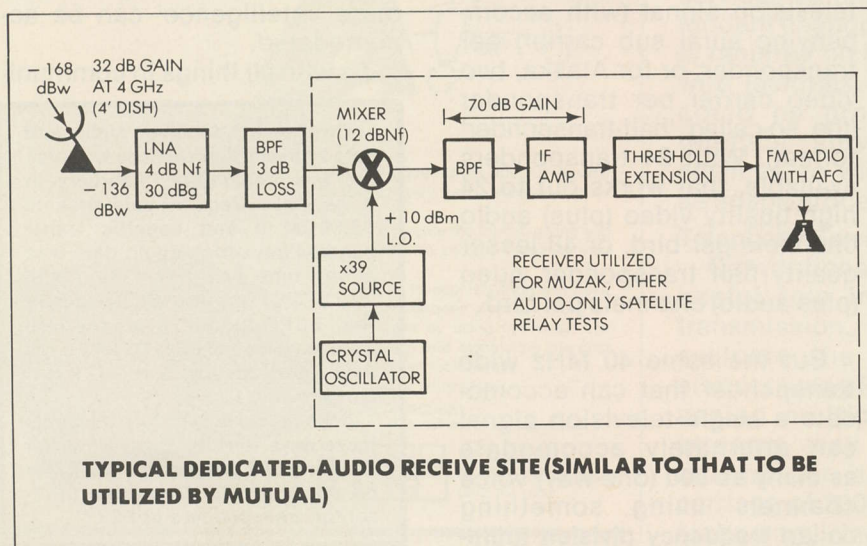 − 168
dBw
32 dB GAIN
AT 4 GHz
(4' DISH)
− 136
dBw
LNA
4 dB Nf
30 dBg
BPF
3 dB
LOSS
MIXER
(12 dBNf)
X
70 dB GAIN
BPF
IF
AMP
THRESHOLD
EXTENSION
FM RADIO
WITH AFC
+ 10 dBm
L.O.
x39
SOURCE
CRYSTAL
OSCILLATOR
RECEIVER UTILIZED
FOR MUZAK, OTHER
AUDIO-ONLY SATELLITE
RELAY TESTS
TYPICAL DEDICATED-AUDIO RECEIVE SITE (SIMILAR TO THAT TO BE
UTILIZED BY MUTUAL)